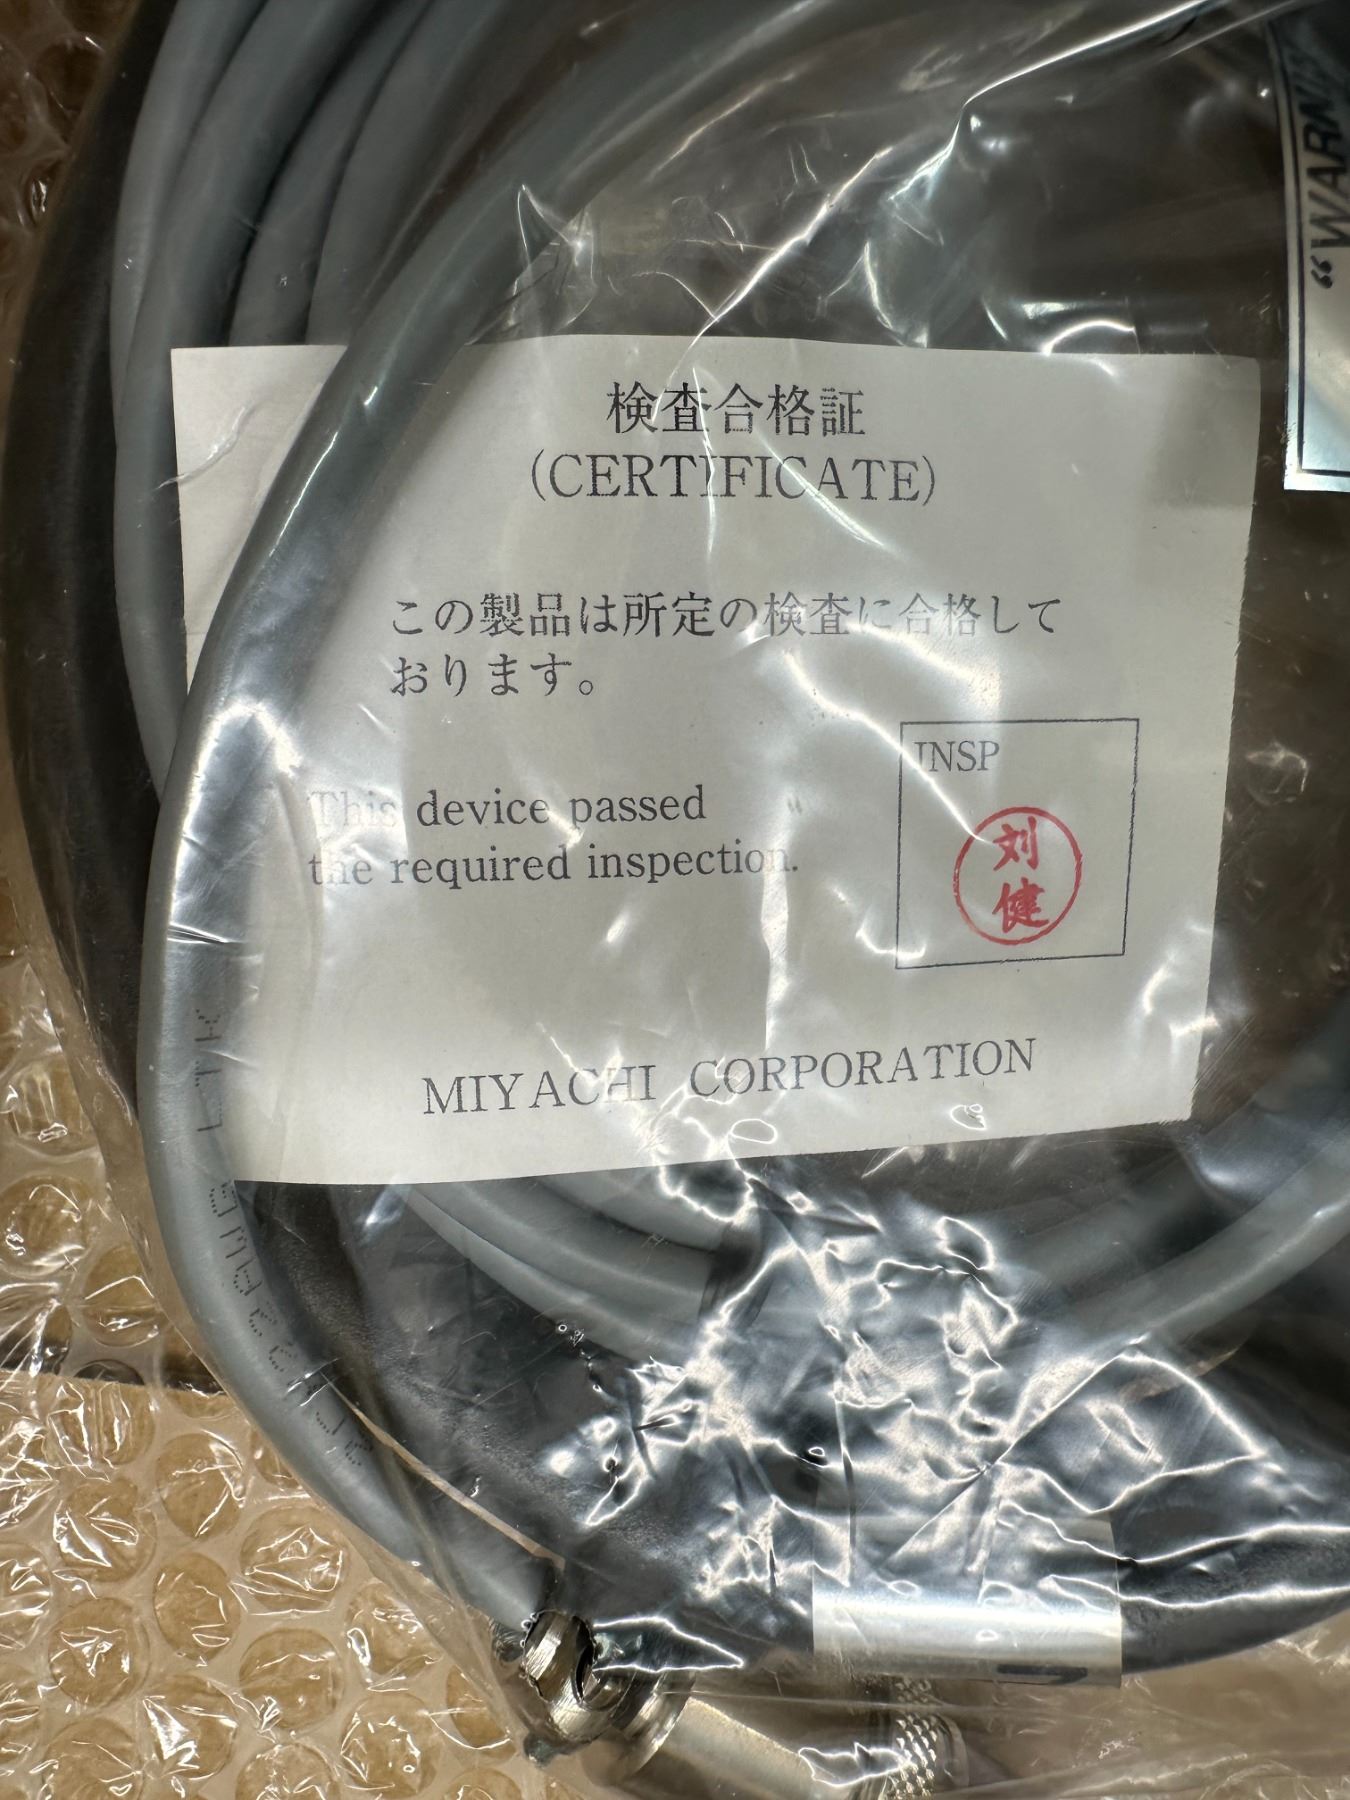 検査合格証
(CERTIFICATE)
この製品は所定の検査に合格して
おります。
This device passed
the required inspection.
INSP
刘
健
MIYACHI CORPORATION
"WARN